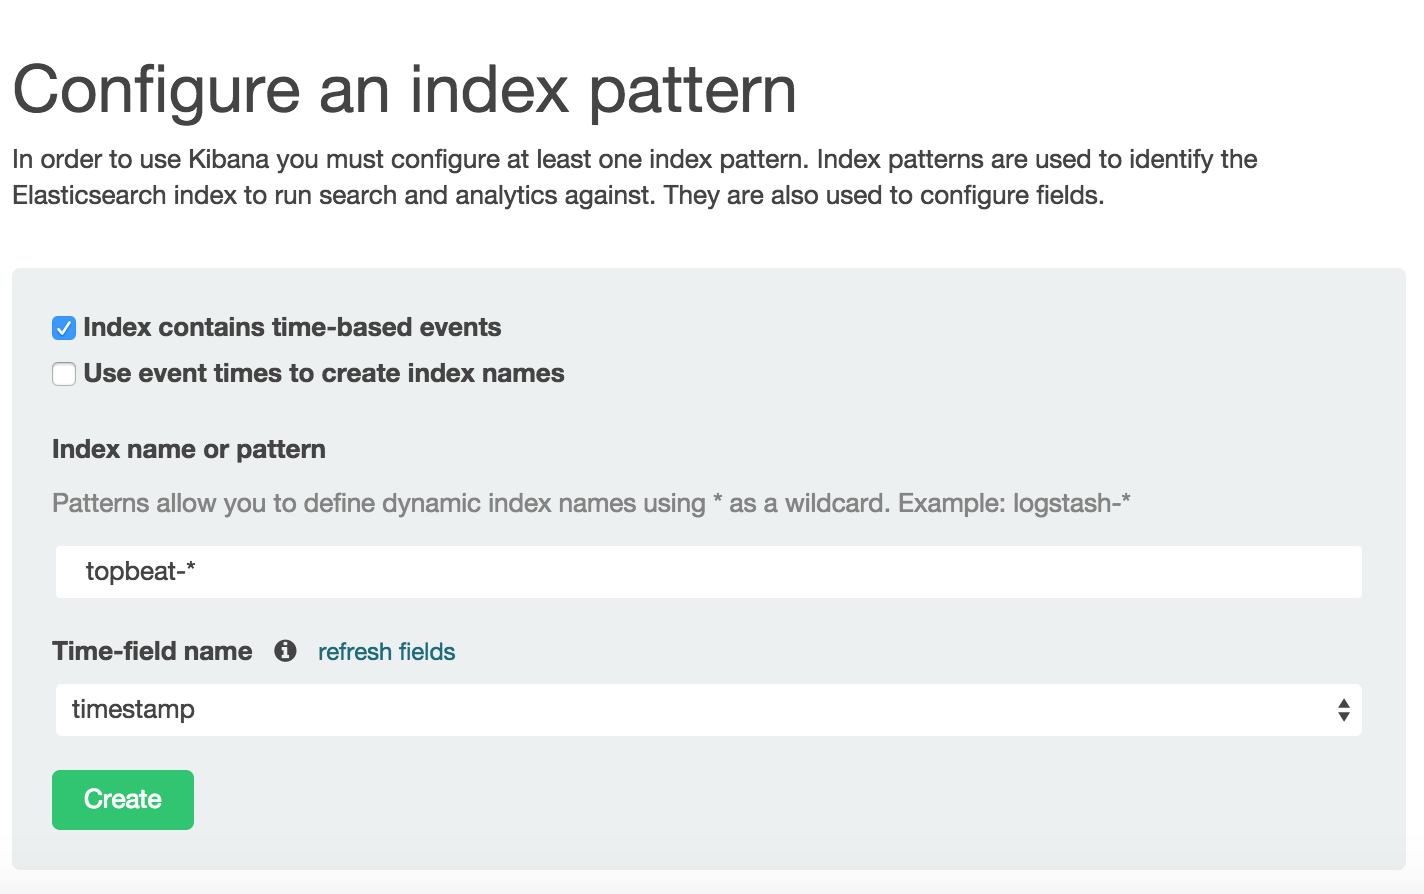 Configure an index pattern
In order to use Kibana you must configure at least one index pattern. Index patterns are used to identify the
Elasticsearch index to run search and analytics against. They are also used to configure fields.
Index contains time-based events
Use event times to create index names
Index name or pattern
Patterns allow you to define dynamic index names using * as a wildcard. Example: logstash-*
topbeat-*
Time-field name refresh fields
timestamp
Create